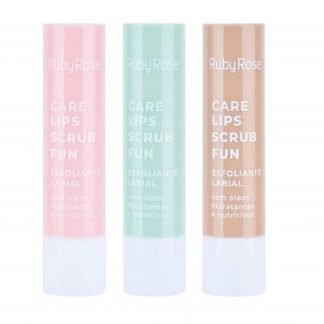 Ruby Rose
CARE
LIPS
SCRUB
FUN
ESFOLIANTE
LABIAL
com óleos
hidratantes
e nutritivos
Ruby Rose
CARE
LIPS
SCRUB
FUN
ESFOLIANTE
LABIAL
com óleos
hidratantes
e nutritivos
Ruby Rose
CARE
LIPS
SCRUB
FUN
ESFOLIANTE
LABIAL
com óleos
hidratantes
e nutritivos